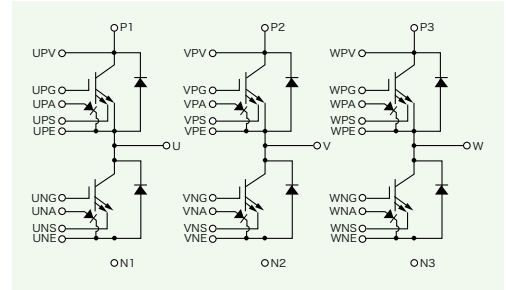 P1 P2 P3
UPV VPV WPV
UPG VPG WPG
UPA VPA WPA
UPS VPS WPS
UPE VPE WPE
U V W
UNG VNG WNG
UNA VNA WNA
UNS VNS WNS
UNE VNE WNE
N1 N2 N3